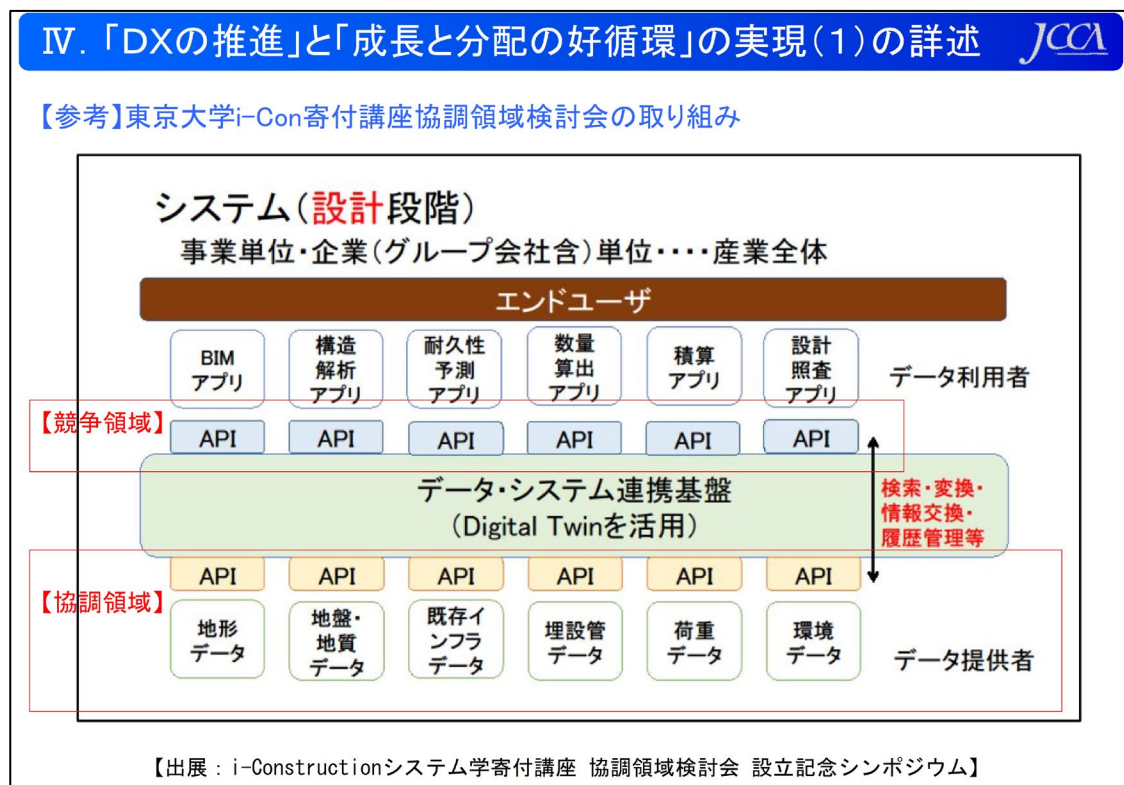 Ⅳ．「DXの推進」と「成長と分配の好循環」の実現(1)の詳述
JCCA
【参考】東京大学i-Con寄付講座協調領域検討会の取り組み
システム(設計段階)
事業単位・企業(グループ会社含)単位・・・・産業全体
エンドユーザ
BIM
アプリ
構造
解析
アプリ
耐久性
予測
アプリ
数量
算出
アプリ
積算
アプリ
設計
照査
アプリ
データ利用者
【競争領域】
API
API
API
API
API
API
データ・システム連携基盤
(Digital Twinを活用)
検索・変換・
情報交換・
履歴管理等
API
API
API
API
API
API
【協調領域】
地形
データ
地盤・
地質
データ
既存イ
ンフラ
データ
埋設管
データ
荷重
データ
環境
データ
データ提供者
【出展：i-Constructionシステム学寄付講座 協調領域検討会 設立記念シンポジウム】